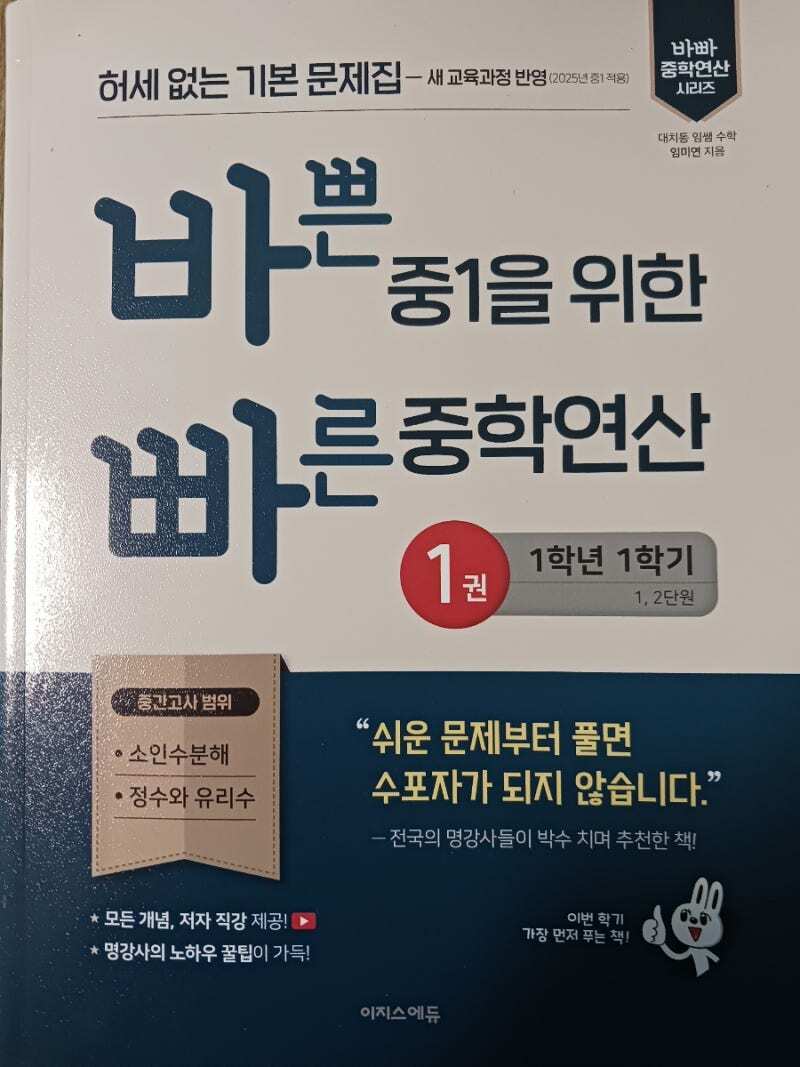 허세 없는 기본 문제집 – 새 교육과정 반영 (2025년 중1 적용)
바빠
중학연산
시리즈
대치동 임쌤 수학
임미연 지음
바쁜 중1을 위한
빠른 중학연산
1권 1학년 1학기
1, 2단원
중간고사 범위
• 소인수분해
• 정수와 유리수
“쉬운 문제부터 풀면
수포자가 되지 않습니다.”
– 전국의 명강사들이 박수 치며 추천한 책!
★ 모든 개념, 저자 직강 제공!
★ 명강사의 노하우 꿀팁이 가득!
이번 학기
가장 먼저 푸는 책!
이지스에듀